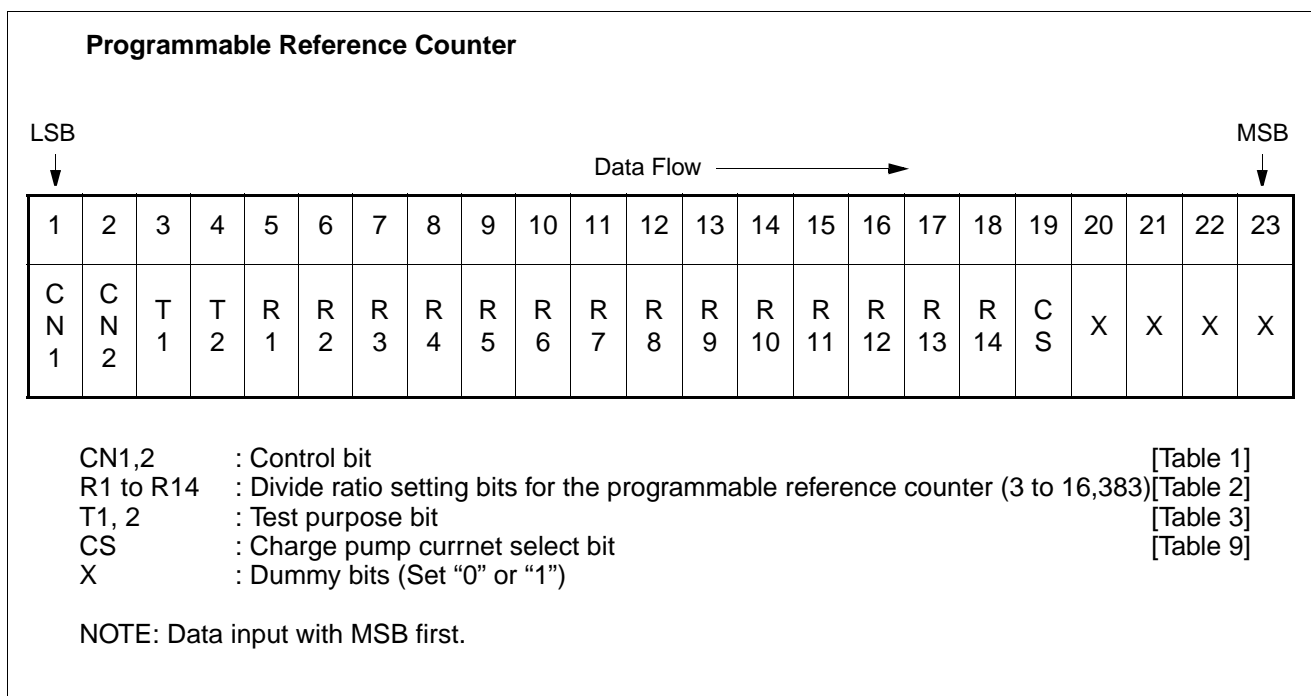 Programmable Reference Counter
LSB MSB
Data Flow
1 2 3 4 5 6 7 8 9 10 11 12 13 14 15 16 17 18 19 20 21 22 23
CN1 CN2 T1 T2 R1 R2 R3 R4 R5 R6 R7 R8 R9 R10 R11 R12 R13 R14 CS X X X X
CN1,2 : Control bit [Table 1]
R1 to R14 : Divide ratio setting bits for the programmable reference counter (3 to 16,383)[Table 2]
T1, 2 : Test purpose bit [Table 3]
CS : Charge pump currnet select bit [Table 9]
X : Dummy bits (Set “0” or “1”)
NOTE: Data input with MSB first.